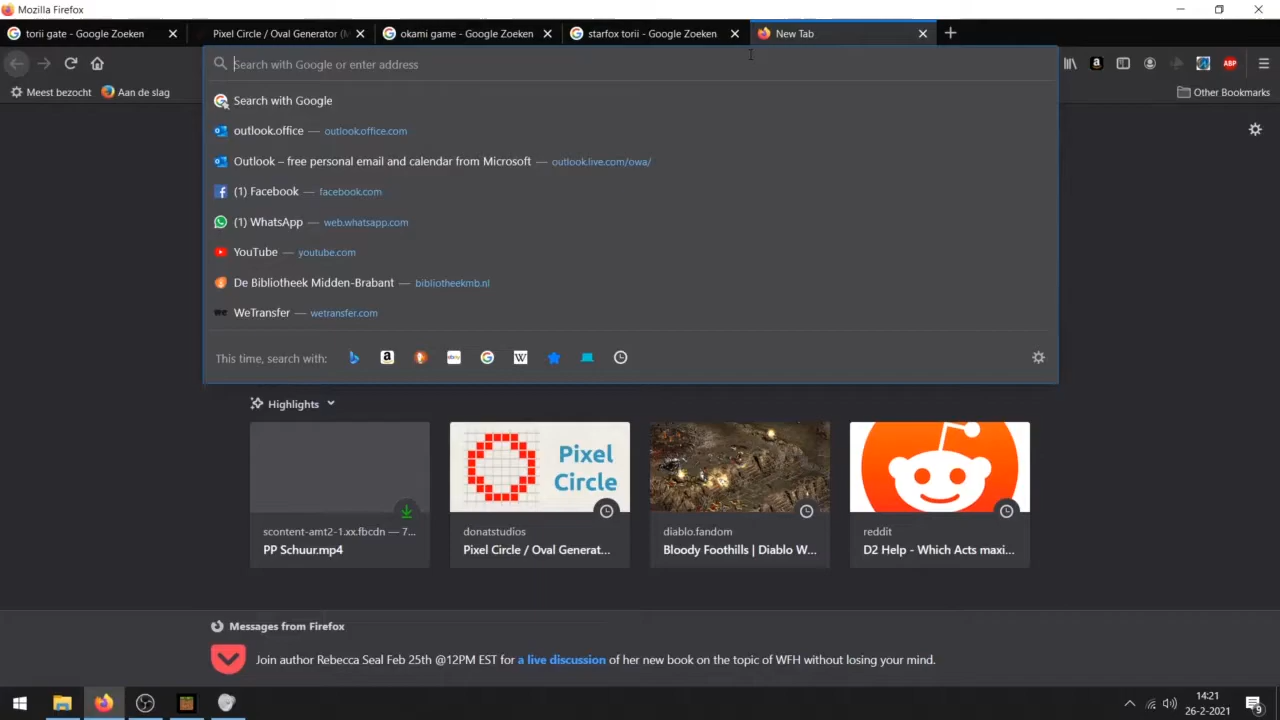 Mozilla Firefox
torii gate - Google Zoeken
Pixel Circle / Oval Generator (M
okami game - Google Zoeken
starfox torii - Google Zoeken
New Tab
Search with Google or enter address
ABP
Meest bezocht
Aan de slag
Other Bookmarks
Search with Google
outlook.office — outlook.office.com
Outlook – free personal email and calendar from Microsoft — outlook.live.com/owa/
(1) Facebook — facebook.com
(1) WhatsApp — web.whatsapp.com
YouTube — youtube.com
De Bibliotheek Midden-Brabant — bibliotheekmb.nl
WeTransfer — wetransfer.com
This time, search with:
Highlights
Pixel
Circle
scontent-amt2-1.xx.fbcdn — 7...
PP Schuur.mp4
donatstudios
Pixel Circle / Oval Generat...
diablo.fandom
Bloody Foothills | Diablo W...
reddit
D2 Help - Which Acts maxi...
Messages from Firefox
Join author Rebecca Seal Feb 25th @12PM EST for a live discussion of her new book on the topic of WFH without losing your mind.
14:21
26-2-2021
9